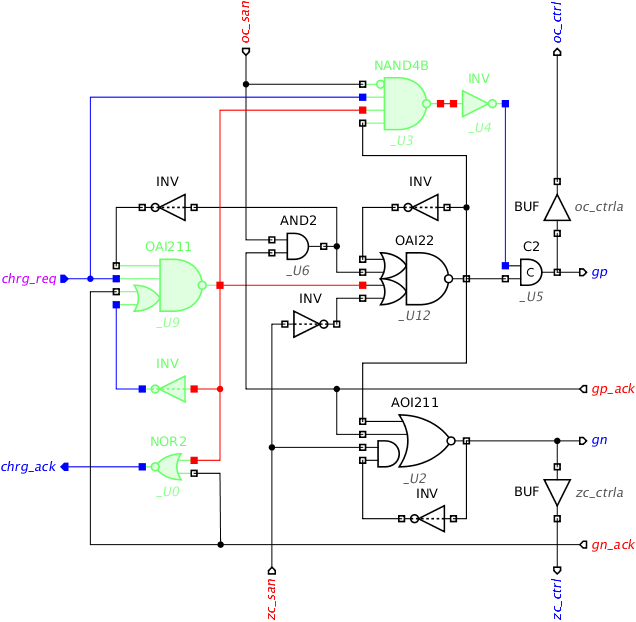 oc_san
oc_ctrl
NAND4B
INV
_U3
_U4
INV
INV
BUF
oc_ctrla
AND2
OAI22
OAI211
C2
_U6
C
chrg_req
gp
_U5
INV
_U12
_U9
INV
gp_ack
AOI211
NOR2
gn
chrg_ack
_U2
_U0
INV
BUF
zc_ctrla
gn_ack
zc_san
zc_ctrl